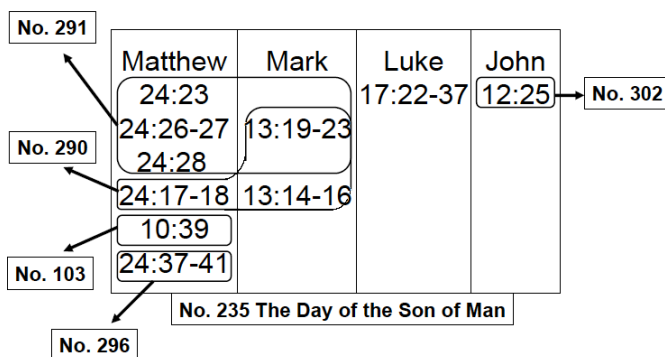 No. 291
Matthew Mark Luke John
24:23 17:22-37 12:25 No. 302
24:26-27 13:19-23
No. 290
24:28
24:17-18 13:14-16
10:39
No. 103
24:37-41
No. 235 The Day of the Son of Man
No. 296